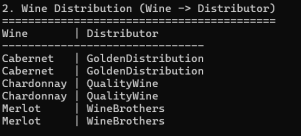 2. Wine Distribution (Wine -> Distributor)
==========================================
Wine       | Distributor
-------------------------------
Cabernet   | GoldenDistribution
Cabernet   | GoldenDistribution
Chardonnay | QualityWine
Chardonnay | QualityWine
Merlot     | WineBrothers
Merlot     | WineBrothers